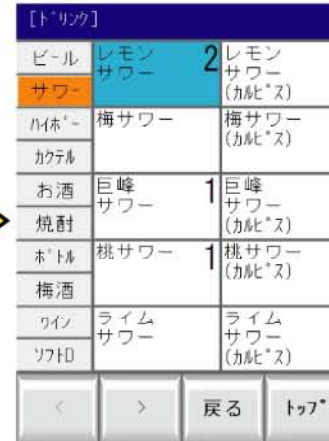 [ﾄﾞﾘﾝｸ]
ビール
サワー
ﾊｲﾎﾞｰ
カクテル
お酒
焼酎
ﾎﾞﾄﾙ
梅酒
ワイン
ソフトD
レモン
サワー
2
レモン
サワー
(ｶﾙﾋﾟｽ)
梅サワー
梅サワー
(ｶﾙﾋﾟｽ)
巨峰
サワー
1
巨峰
サワー
(ｶﾙﾋﾟｽ)
桃サワー
1
桃サワー
(ｶﾙﾋﾟｽ)
ライム
サワー
ライム
サワー
(ｶﾙﾋﾟｽ)
<
>
戻る
ﾄｯﾌﾟ